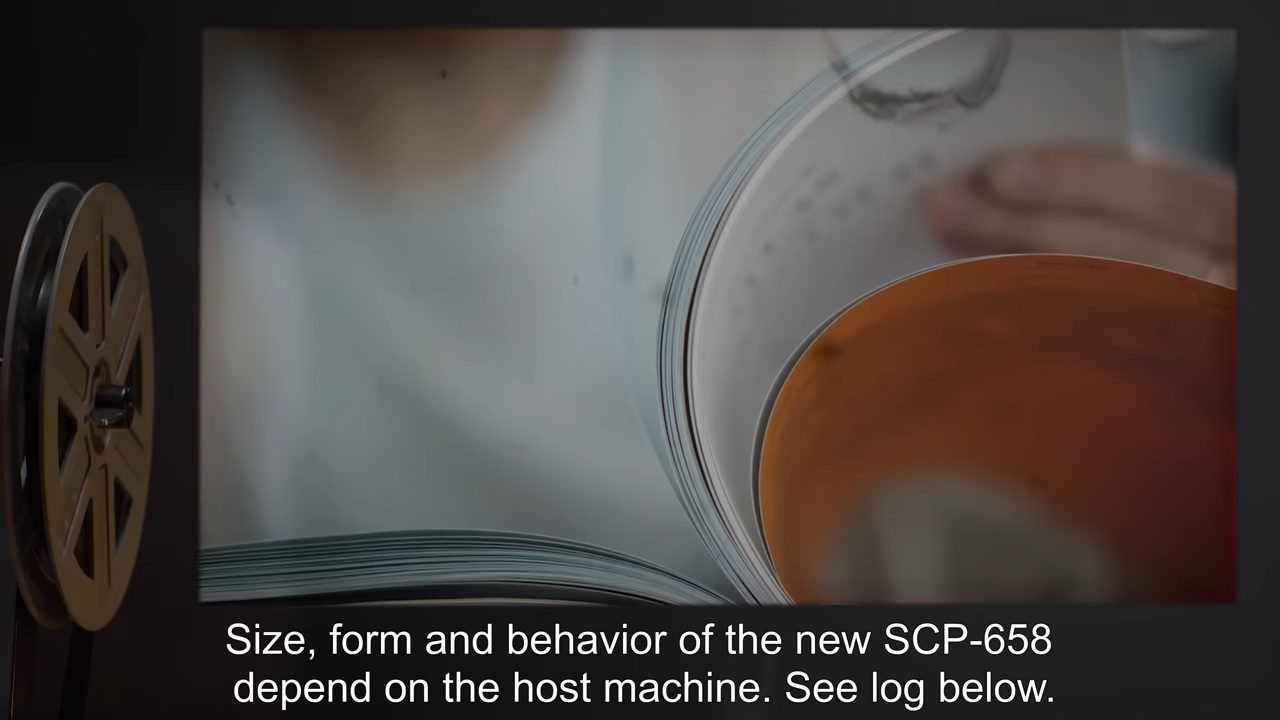 Size, form and behavior of the new SCP-658
depend on the host machine. See log below.